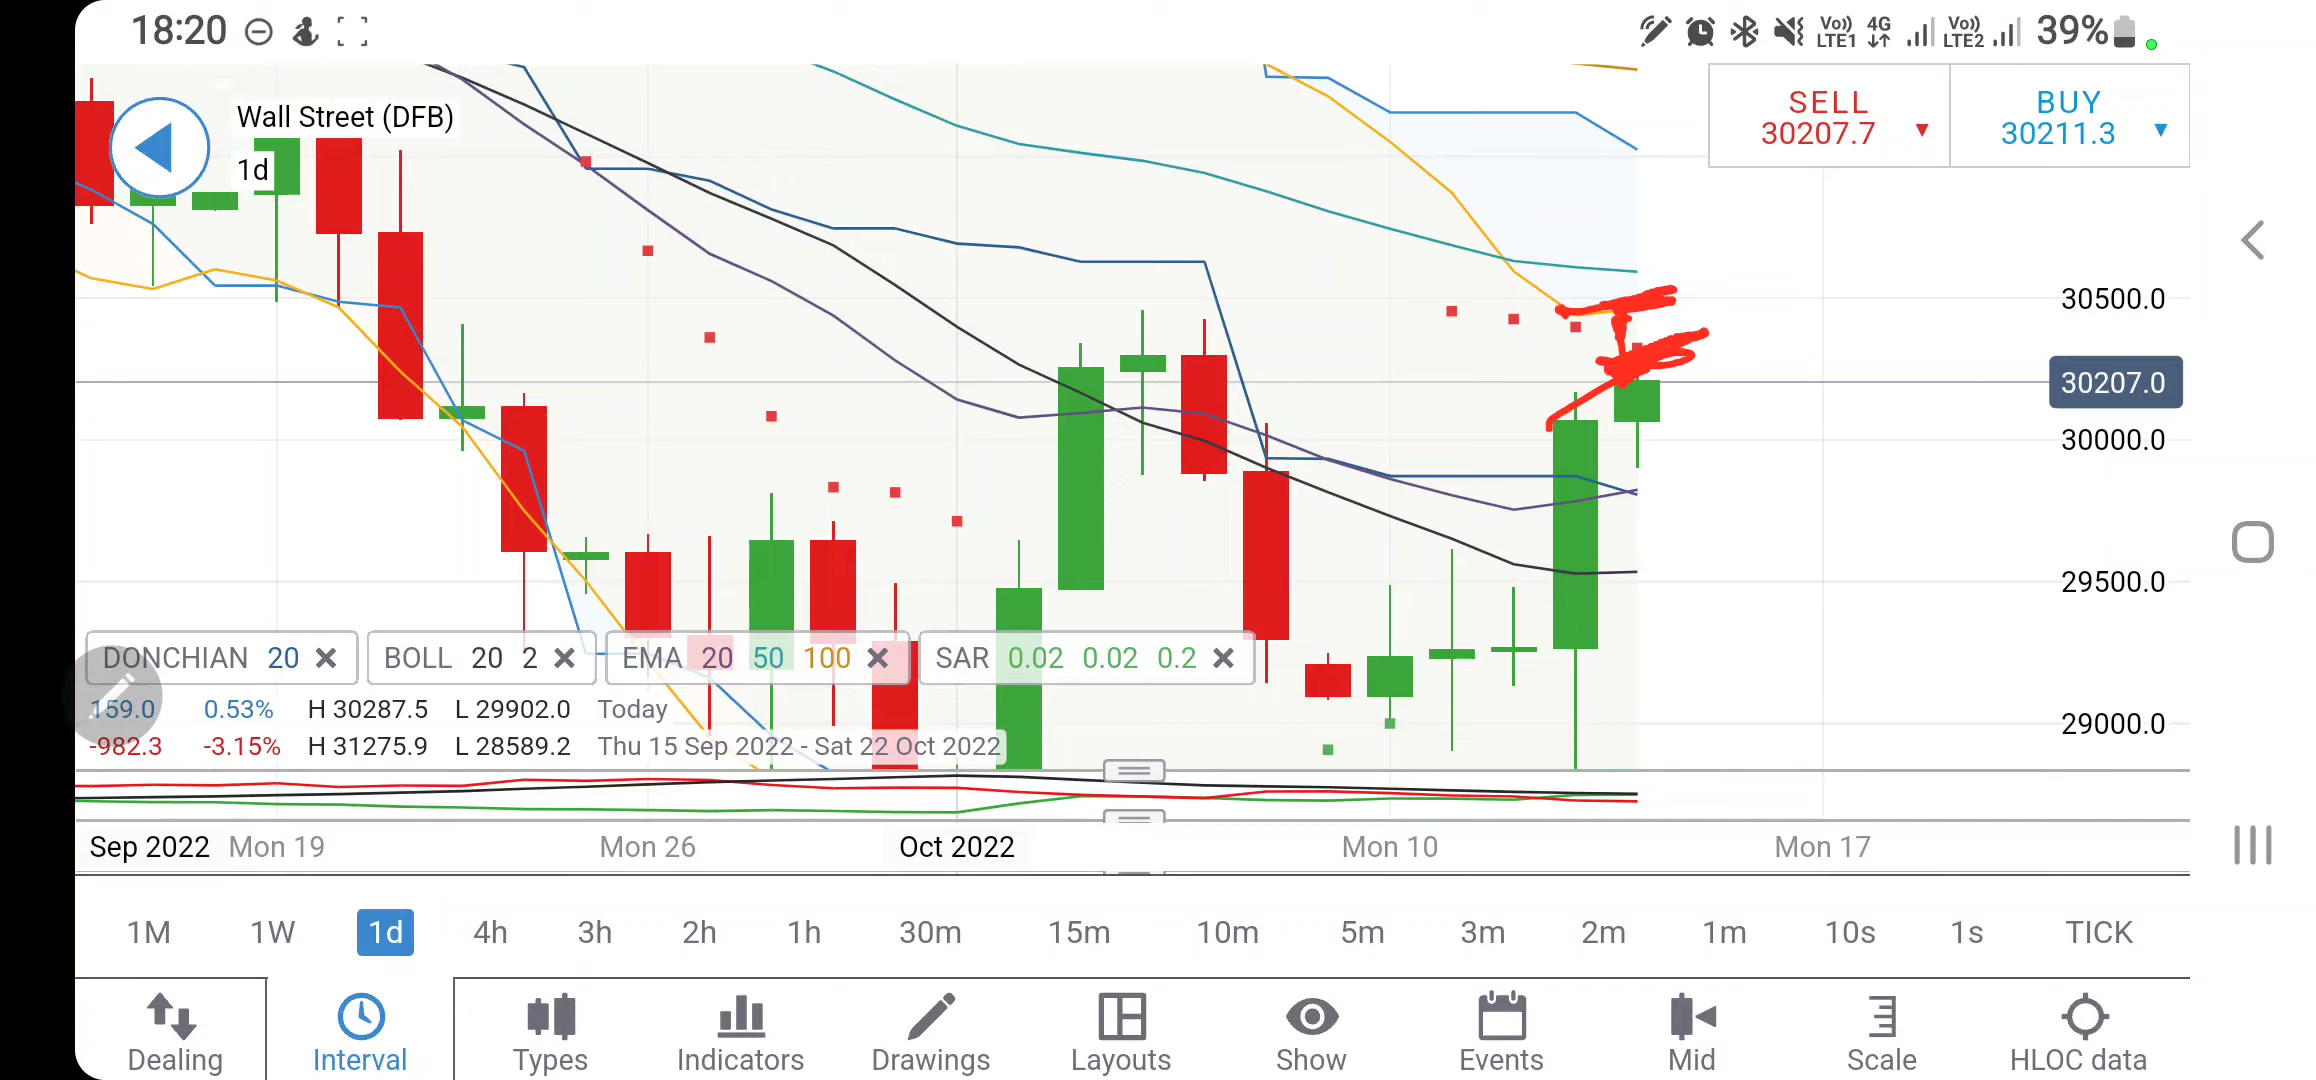 18:20
Vo)) LTE1 4G Vo)) LTE2 39%
Wall Street (DFB)
1d
SELL
30207.7
BUY
30211.3
30500.0
30207.0
30000.0
29500.0
29000.0
DONCHIAN 20 BOLL 20 2 EMA 20 50 100 SAR 0.02 0.02 0.2
159.0 0.53% H 30287.5 L 29902.0 Today
-982.3 -3.15% H 31275.9 L 28589.2 Thu 15 Sep 2022 - Sat 22 Oct 2022
Sep 2022 Mon 19 Mon 26 Oct 2022 Mon 10 Mon 17
1M 1W 1d 4h 3h 2h 1h 30m 15m 10m 5m 3m 2m 1m 10s 1s TICK
Dealing Interval Types Indicators Drawings Layouts Show Events Mid Scale HLOC data